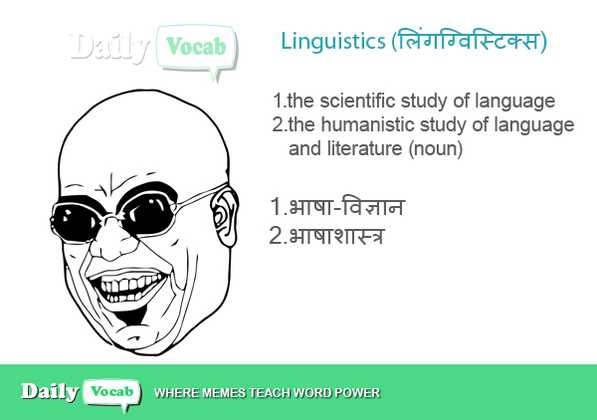 Daily Vocab
Linguistics (लिंगग्विस्टिक्स)
1.the scientific study of language
2.the humanistic study of language
and literature (noun)
1.भाषा-विज्ञान
2.भाषाशास्त्र
Daily Vocab WHERE MEMES TEACH WORD POWER